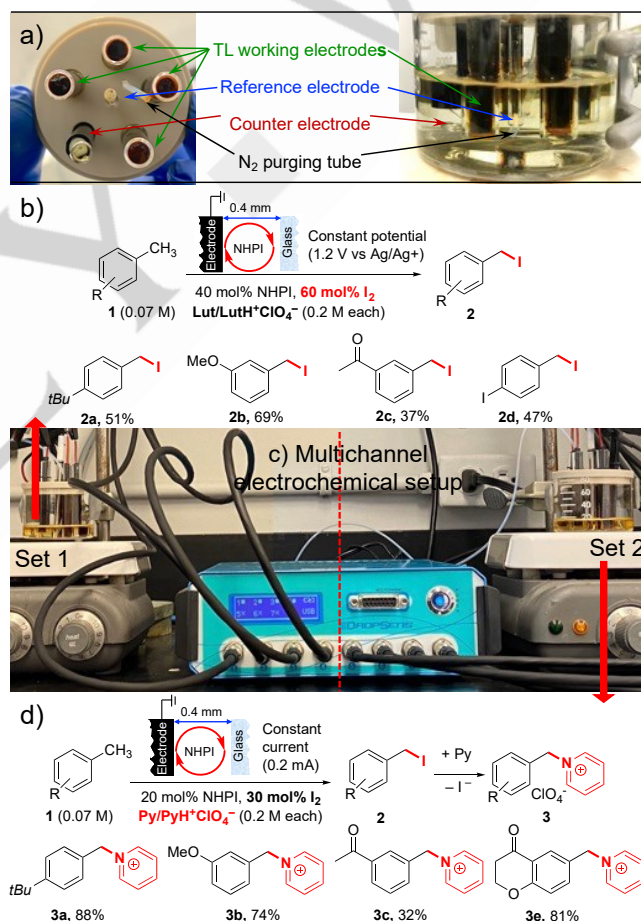 a)
TL working electrodes
Reference electrode
Counter electrode
N₂ purging tube
b)
0.4 mm
Electrode
NHPI
Glass
Constant potential
(1.2 V vs Ag/Ag+)
CH₃
R
1 (0.07 M)
40 mol% NHPI, 60 mol% I₂
Lut/LutH⁺ClO₄⁻ (0.2 M each)
I
R
2
tBu
I
2a, 51%
MeO
I
2b, 69%
O
I
2c, 37%
I
I
2d, 47%
c) Multichannel
electrochemical setup
Set 1
Set 2
heat
DROPSENS
USB
d)
0.4 mm
Electrode
NHPI
Glass
Constant
current
(0.2 mA)
CH₃
R
1 (0.07 M)
20 mol% NHPI, 30 mol% I₂
Py/PyH⁺ClO₄⁻ (0.2 M each)
I
R
2
+ Py
– I⁻
N
+
R
ClO₄⁻
3
tBu
N
+
3a, 88%
MeO
N
+
3b, 74%
O
N
+
3c, 32%
O
O
N
+
3e, 81%